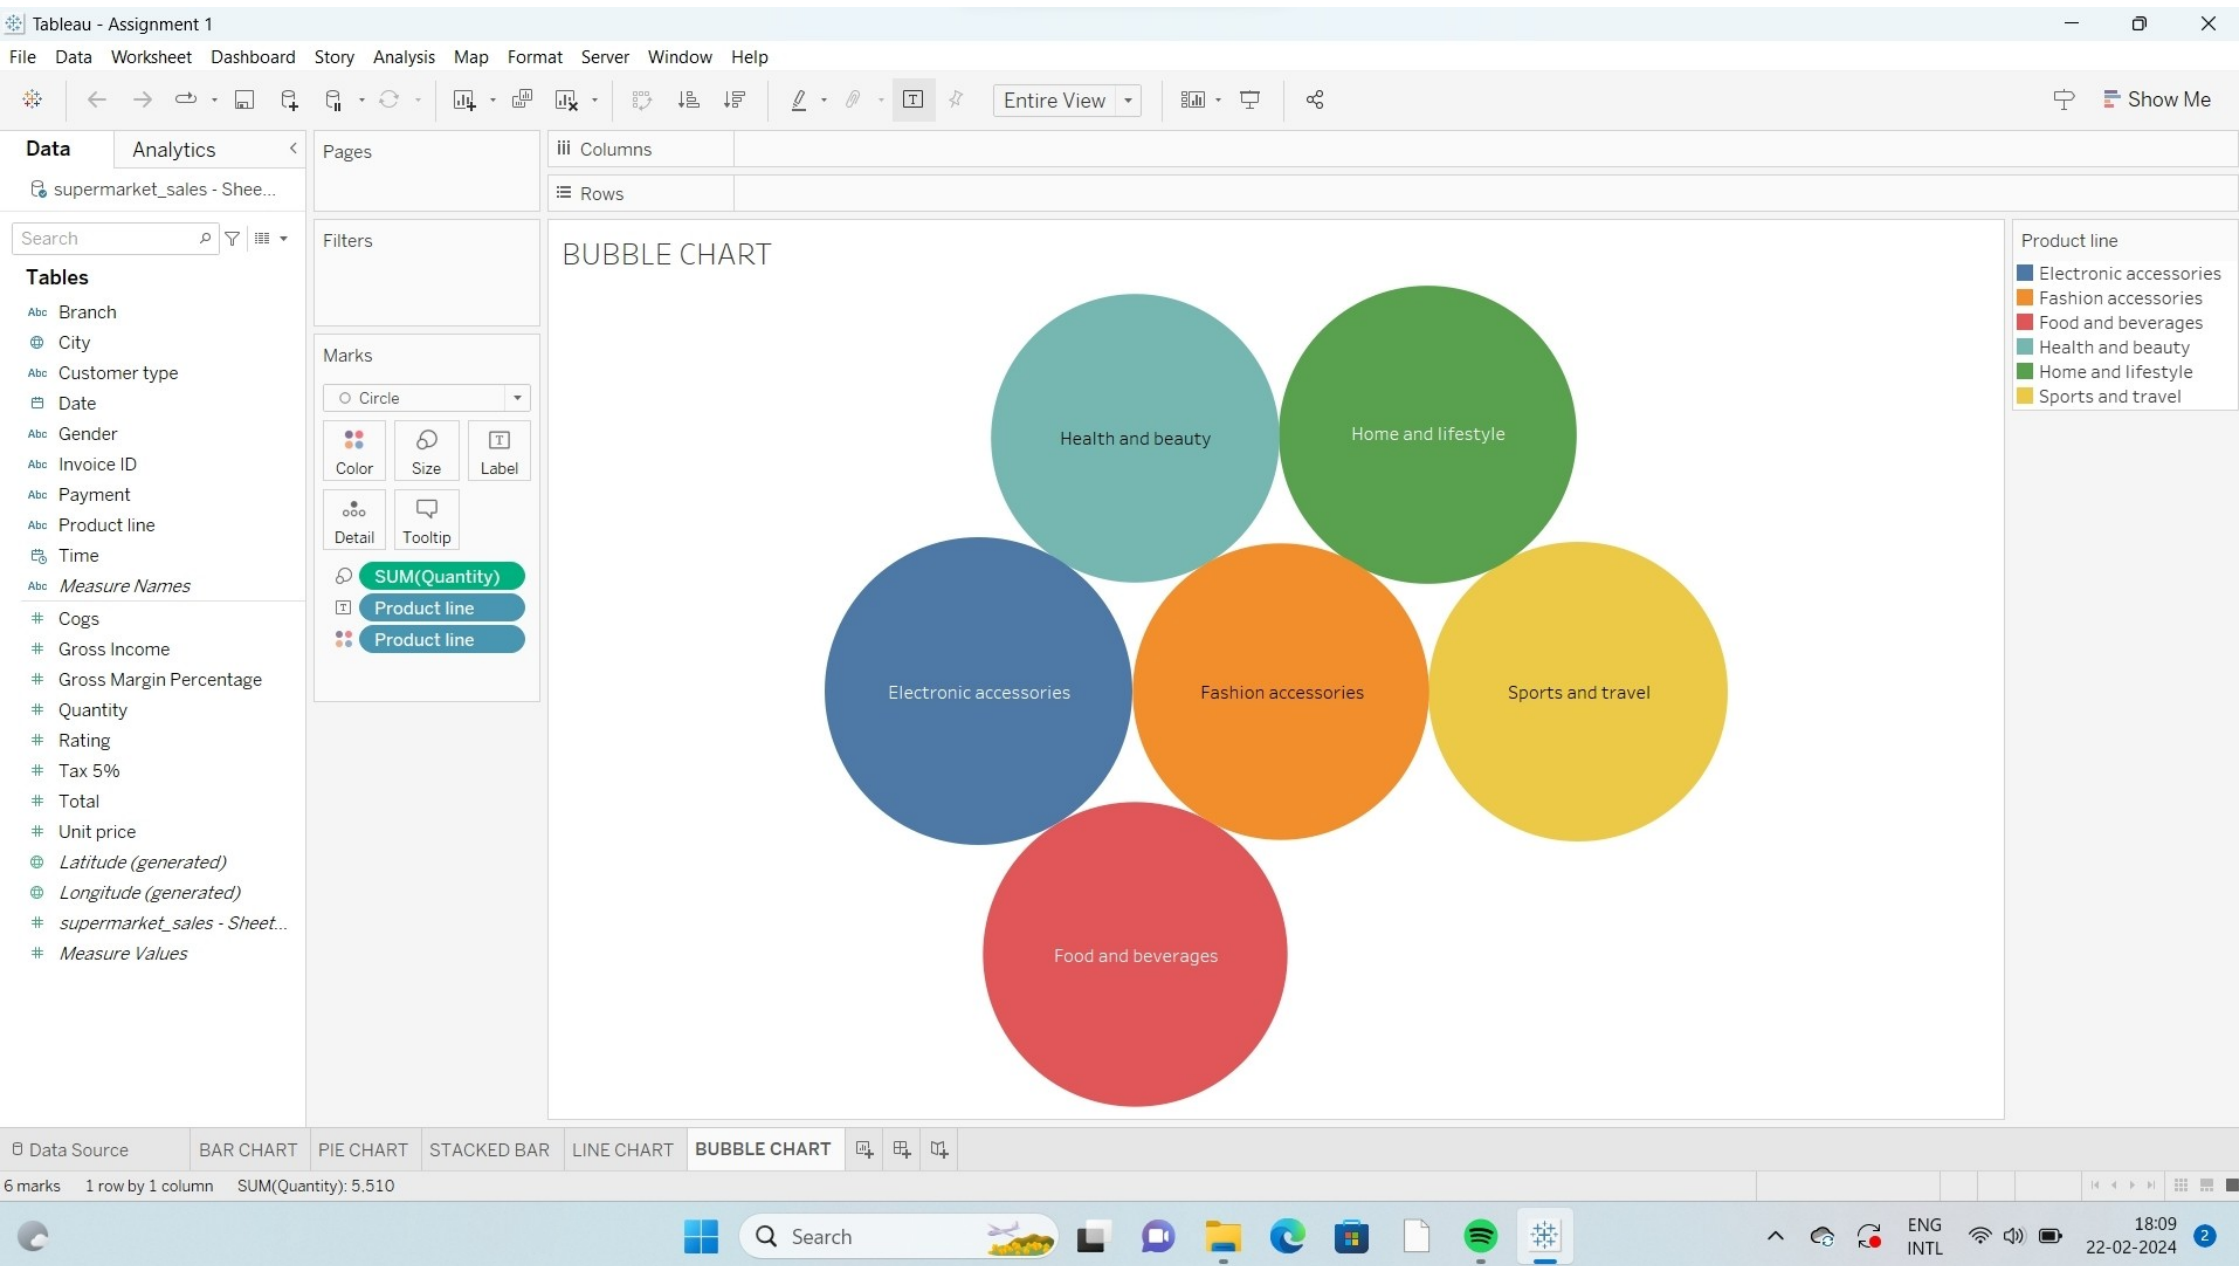 Tableau - Assignment 1
File Data Worksheet Dashboard Story Analysis Map Format Server Window Help
Entire View
Show Me
Data Analytics
supermarket_sales - Shee...
Search
Tables
Abc Branch
City
Abc Customer type
Date
Abc Gender
Abc Invoice ID
Abc Payment
Abc Product line
Time
Abc Measure Names
# Cogs
# Gross Income
# Gross Margin Percentage
# Quantity
# Rating
# Tax 5%
# Total
# Unit price
Latitude (generated)
Longitude (generated)
# supermarket_sales - Sheet...
# Measure Values
Pages
Filters
Marks
Circle
Color Size Label
Detail Tooltip
SUM(Quantity)
Product line
Product line
Columns
Rows
BUBBLE CHART
Health and beauty
Home and lifestyle
Electronic accessories
Fashion accessories
Sports and travel
Food and beverages
Product line
Electronic accessories
Fashion accessories
Food and beverages
Health and beauty
Home and lifestyle
Sports and travel
Data Source BAR CHART PIE CHART STACKED BAR LINE CHART BUBBLE CHART
6 marks 1 row by 1 column SUM(Quantity): 5,510
Search
ENG
INTL
18:09
22-02-2024
2